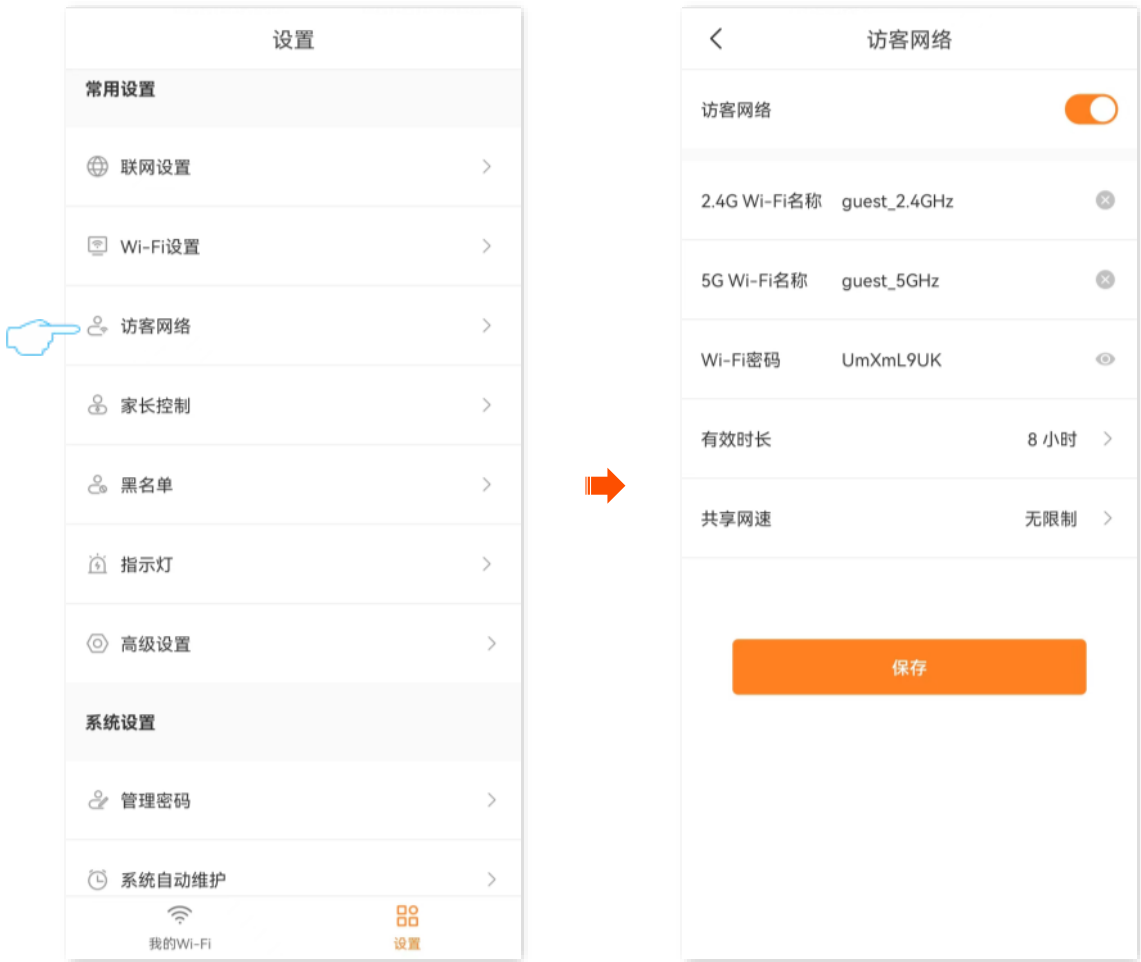 设置
常用设置
联网设置
Wi-Fi设置
访客网络
家长控制
黑名单
指示灯
高级设置
系统设置
管理密码
系统自动维护
我的Wi-Fi
设置
访客网络
访客网络
2.4G Wi-Fi名称 guest_2.4GHz
5G Wi-Fi名称 guest_5GHz
Wi-Fi密码 UmXmL9UK
有效时长 8 小时
共享网速 无限制
保存